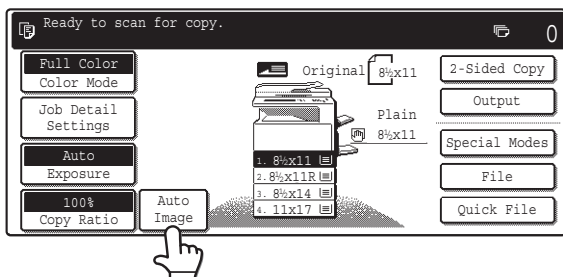 Ready to scan for copy.
0
Full Color
Color Mode
Job Detail
Settings
Auto
Exposure
100%
Copy Ratio
Auto
Image
Original
8½x11
Plain
8½x11
1. 8½x11
2. 8½x11R
3. 8½x14
4. 11x17
2-Sided Copy
Output
Special Modes
File
Quick File